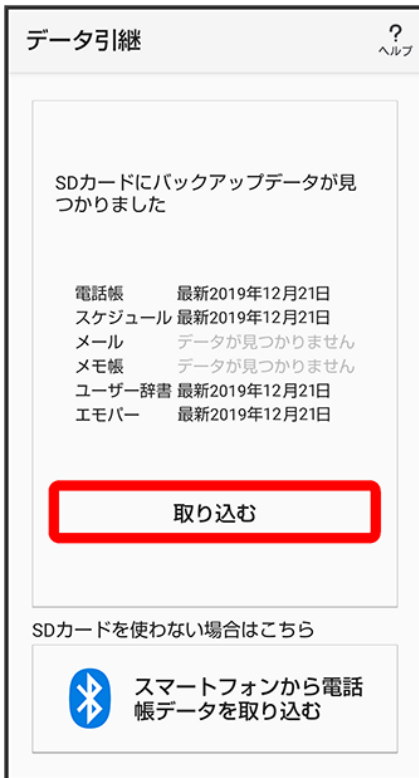 データ引継
?
ヘルプ
SDカードにバックアップデータが見
つかりました
電話帳 最新2019年12月21日
スケジュール 最新2019年12月21日
メール データが見つかりません
メモ帳 データが見つかりません
ユーザー辞書 最新2019年12月21日
エモパー 最新2019年12月21日
取り込む
SDカードを使わない場合はこちら
スマートフォンから電話
帳データを取り込む